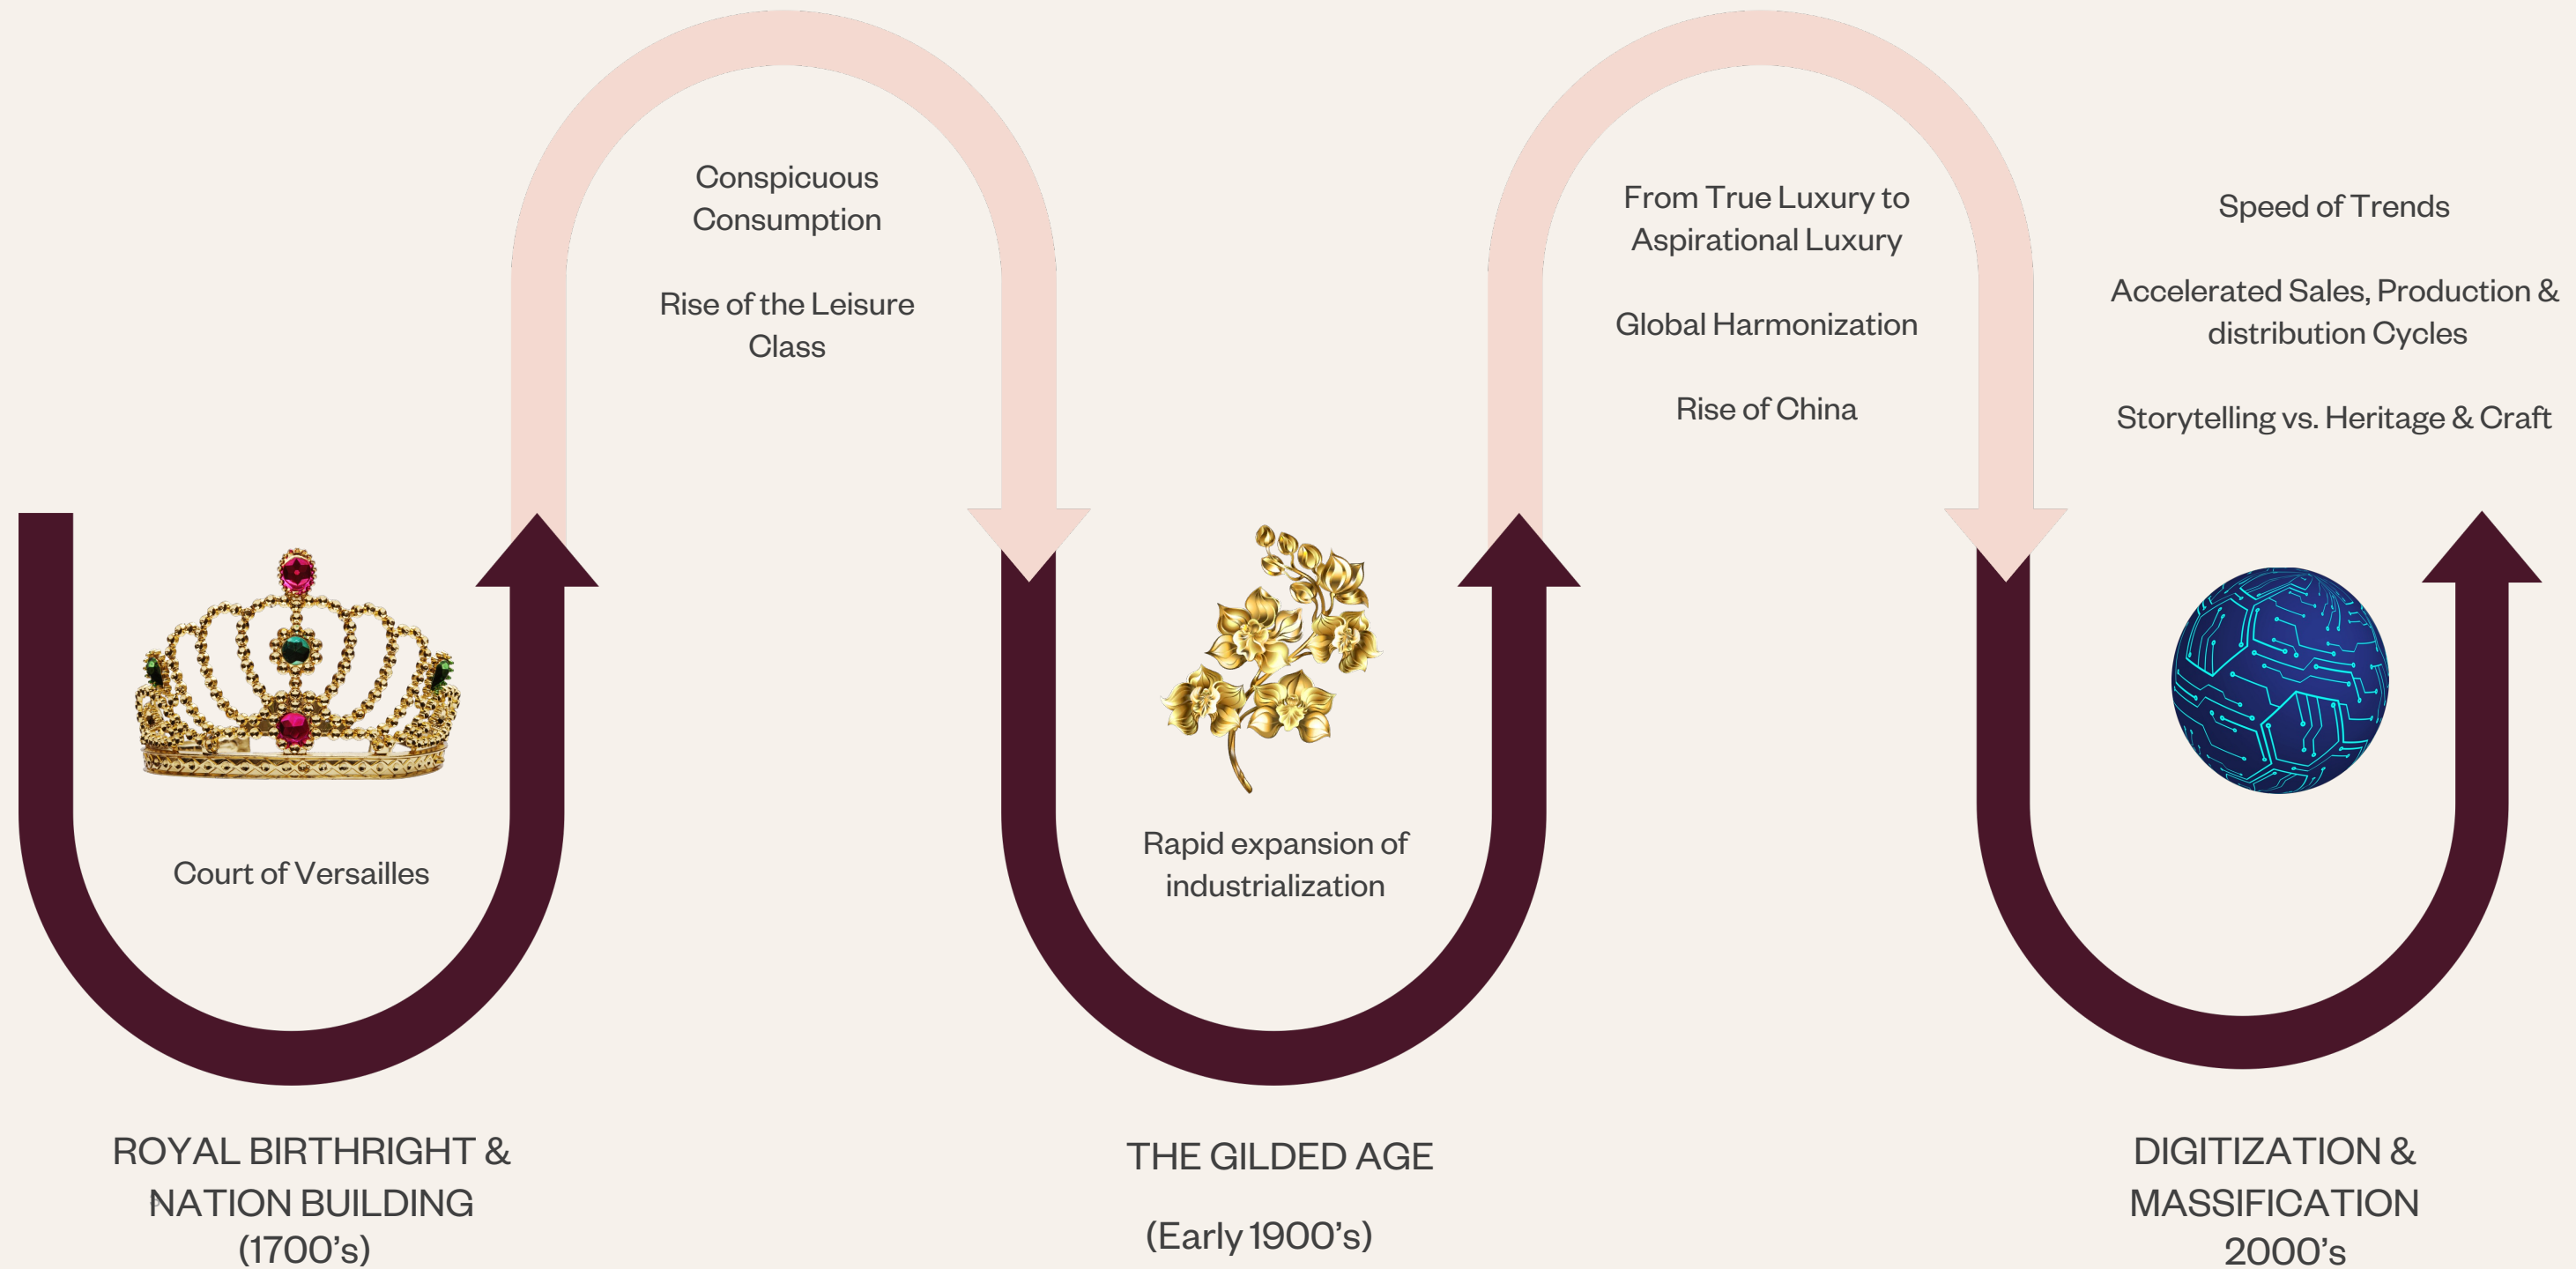 Court of Versailles
ROYAL BIRTHRIGHT &
NATION BUILDING
(1700's)
Conspicuous
Consumption
Rise of the Leisure
Class
Rapid expansion of
industrialization
THE GILDED AGE
(Early 1900's)
From True Luxury to
Aspirational Luxury
Global Harmonization
Rise of China
Speed of Trends
Accelerated Sales, Production &
distribution Cycles
Storytelling vs. Heritage & Craft
DIGITIZATION &
MASSIFICATION
2000's